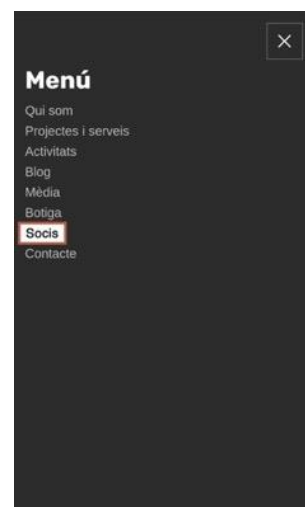 Menú
Qui som
Projectes i serveis
Activitats
Blog
Mèdia
Botiga
Socis
Contacte